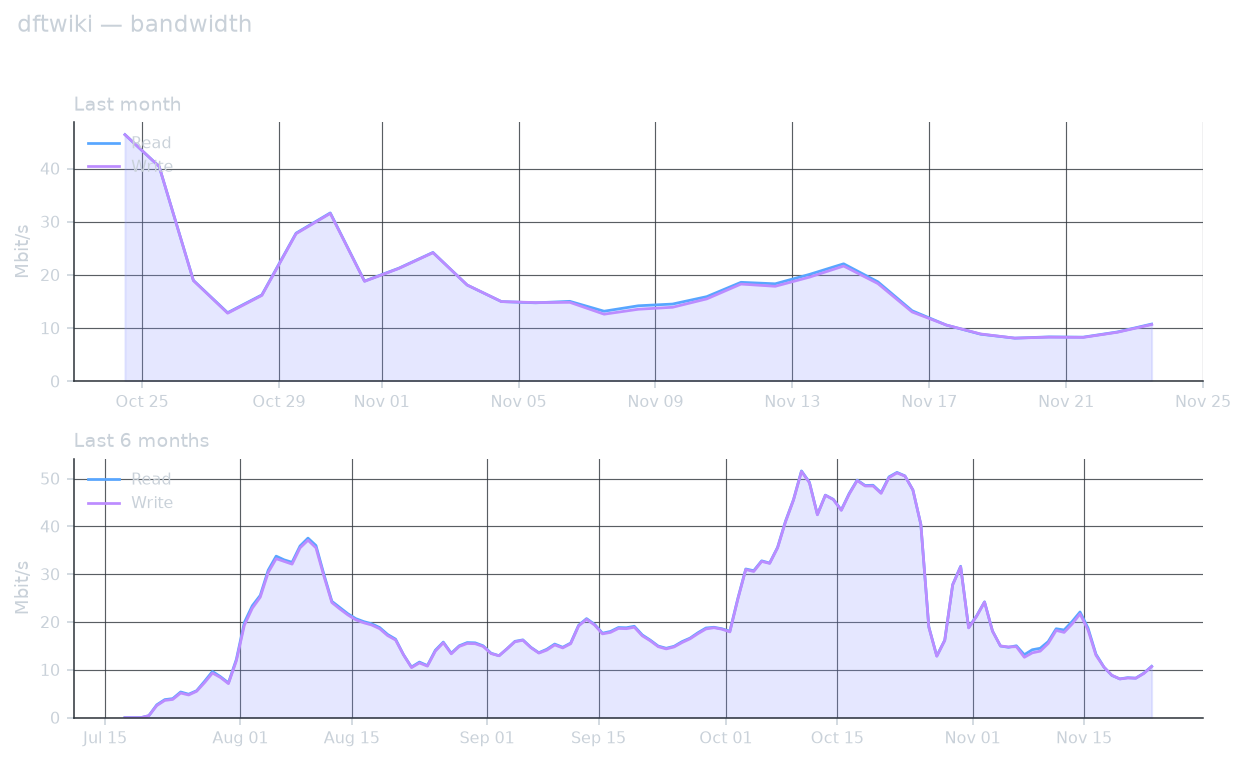 dftwiki — bandwidth
Last month
Read
Write
Mbit/s
40
30
20
10
0
Oct 25 Oct 29 Nov 01 Nov 05 Nov 09 Nov 13 Nov 17 Nov 21 Nov 25
Last 6 months
Read
Write
Mbit/s
50
40
30
20
10
0
Jul 15 Aug 01 Aug 15 Sep 01 Sep 15 Oct 01 Oct 15 Nov 01 Nov 15